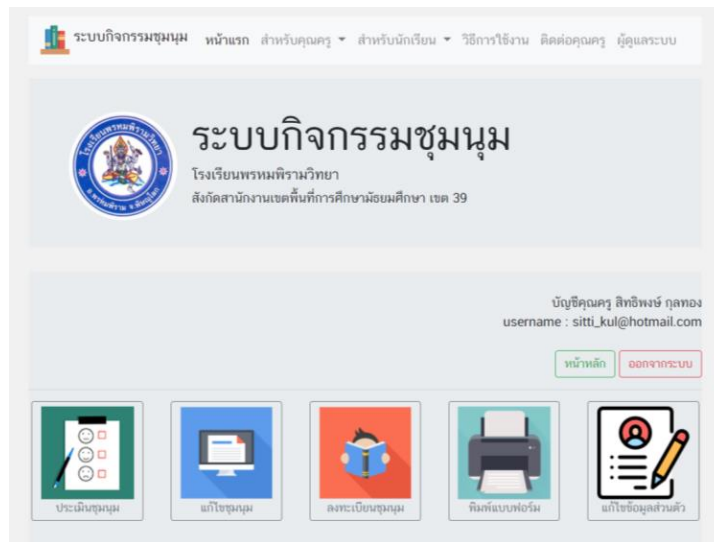 ระบบกิจกรรมชุมนุม หน้าแรก สำหรับคุณครู สำหรับนักเรียน วิธีการใช้งาน ติดต่อคุณครู ผู้ดูแลระบบ
ระบบกิจกรรมชุมนุม
โรงเรียนพรหมพิรามวิทยา
สังกัดสานักงานเขตพื้นที่การศึกษามัธยมศึกษา เขต 39
บัญชีคุณครู สิทธิพงษ์ กุลทอง
username : sitti_kul@hotmail.com
หน้าหลัก ออกจากระบบ
ประเมินชุมนุม แก้ไขชุมนุม ลงทะเบียนชุมนุม พิมพ์แบบฟอร์ม แก้ไขข้อมูลส่วนตัว